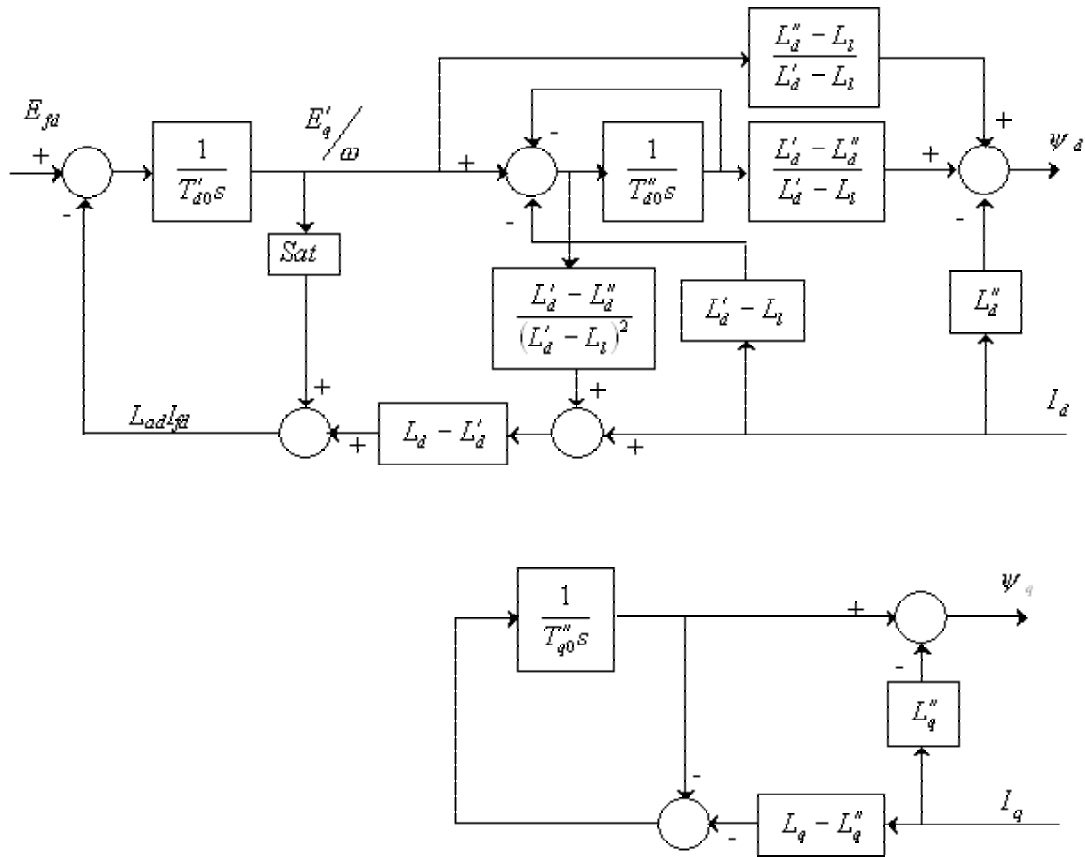 L″_d − L_l / L′_d − L_l
E_fd
+
-
1 / T′_d0 s
E′_q / ω
+
-
-
1 / T″_d0 s
L′_d − L″_d / L′_d − L_l
+
+
-
ψ_d
Sat
L′_d − L″_d / (L′_d − L_l)²
L′_d − L_l
L″_d
+
+
L_ad I_fd
+
L_d − L′_d
+
I_d
1 / T″_q0 s
+
-
ψ_q
L″_q
-
-
L_q − L″_q
I_q